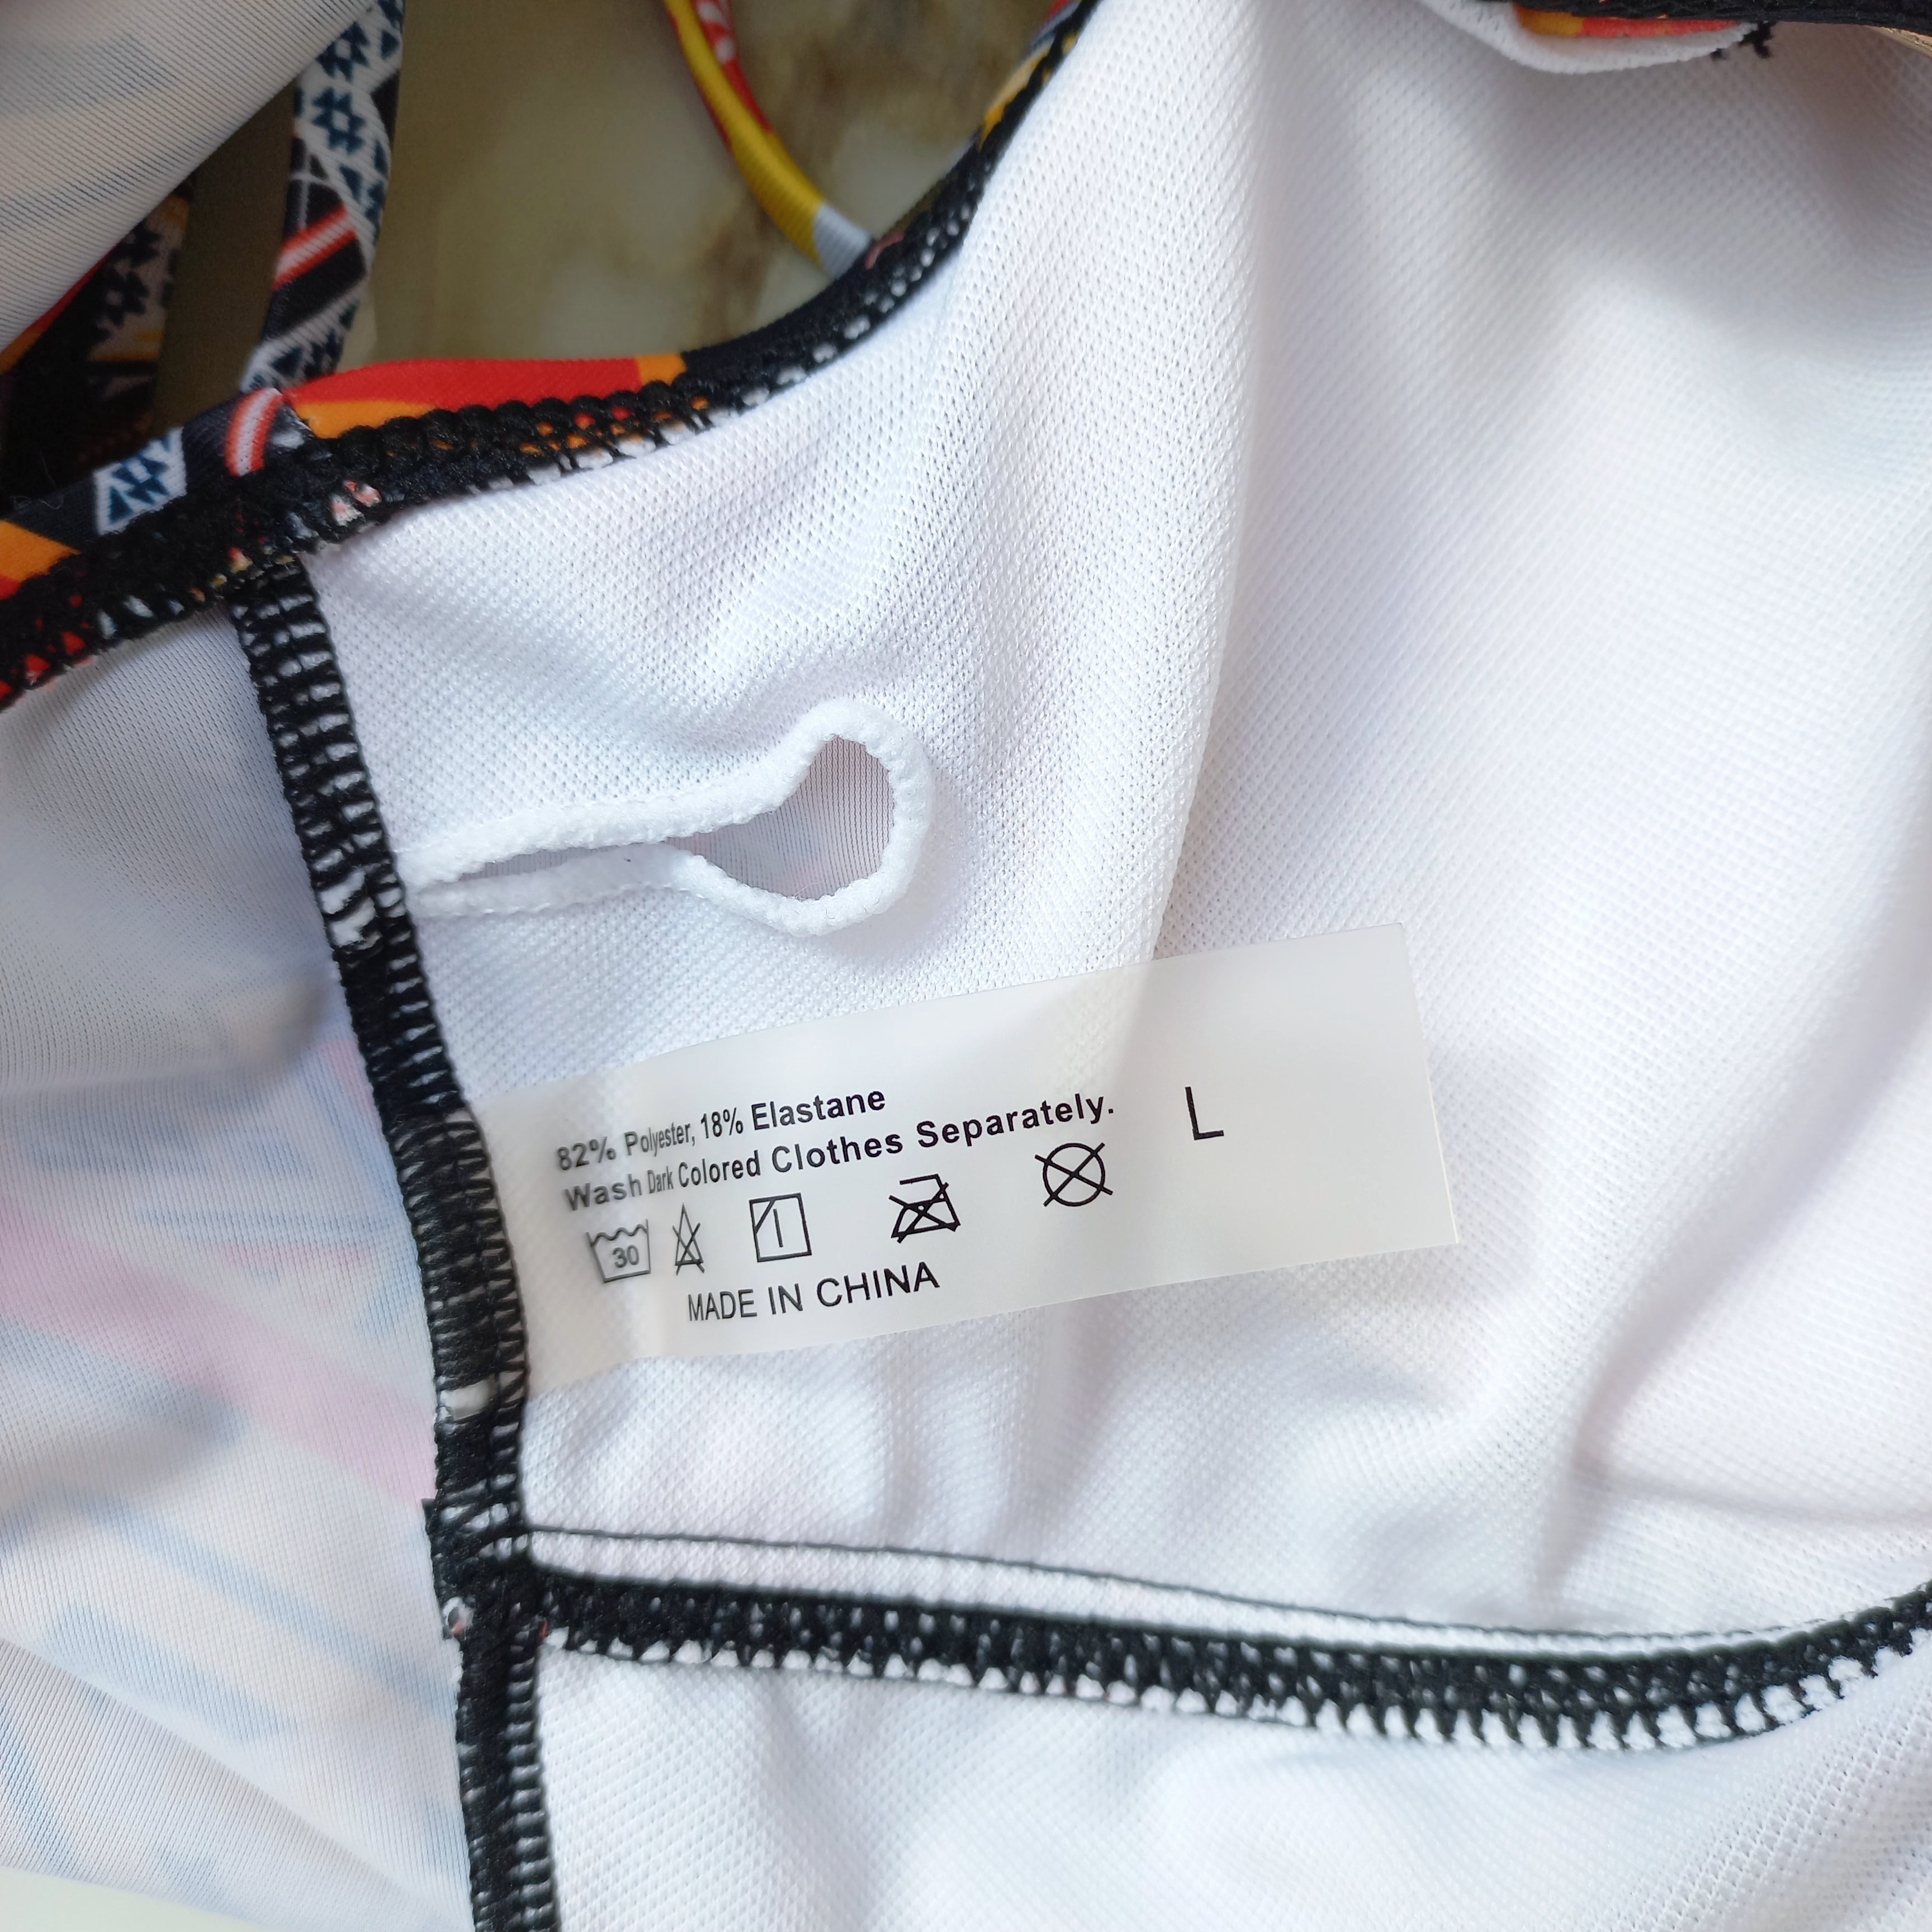 82% Polyester, 18% Elastane
Wash Dark Colored Clothes Separately.
L
30
MADE IN CHINA